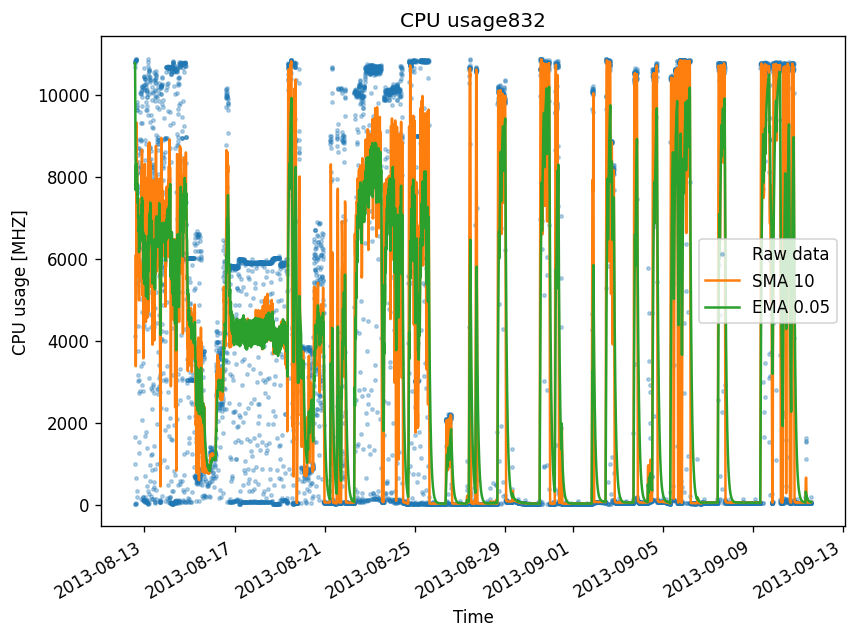 CPU usage832
CPU usage [MHZ]
10000
8000
6000
4000
2000
0
Raw data
SMA 10
EMA 0.05
2013-08-13
2013-08-17
2013-08-21
2013-08-25
2013-08-29
2013-09-01
2013-09-05
2013-09-09
2013-09-13
Time